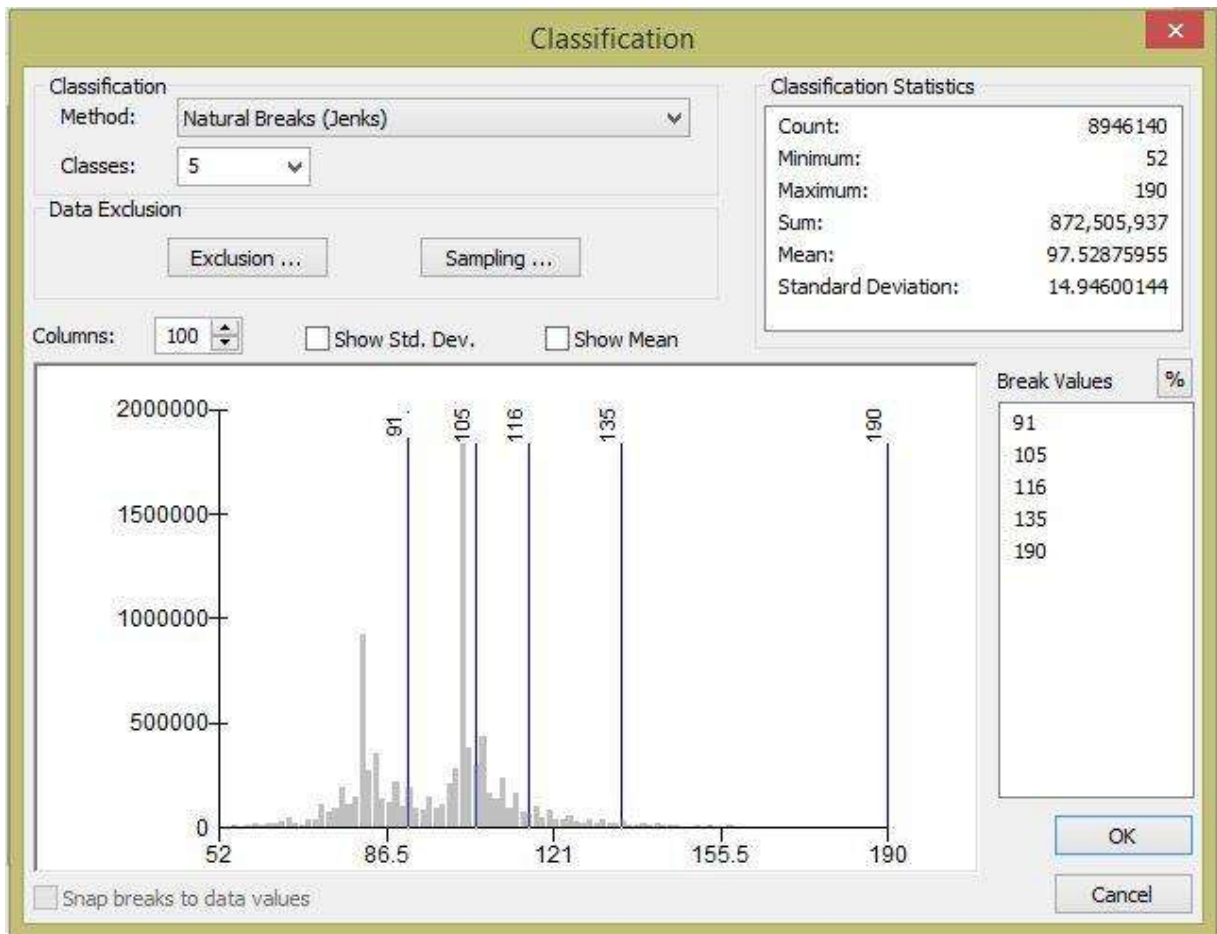 Classification
Classification
Method: Natural Breaks (Jenks)
Classes: 5
Data Exclusion
Exclusion ...
Sampling ...
Classification Statistics
Count: 8946140
Minimum: 52
Maximum: 190
Sum: 872,505,937
Mean: 97.52875955
Standard Deviation: 14.94600144
Columns: 100
Show Std. Dev.
Show Mean
Break Values
%
91
105
116
135
190
2000000
1500000
1000000
500000
0
91 .
105
116
135
190
52 86.5 121 155.5 190
OK
Cancel
Snap breaks to data values